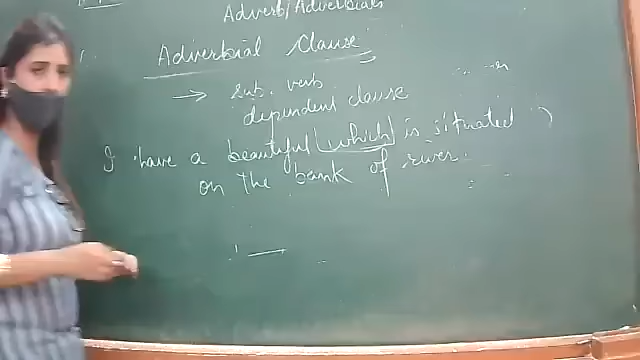 Adverb/Adverbials
Adverbial Clause
→ sub. verb
dependent clause
I have a beautiful which is situated
on the bank of river.